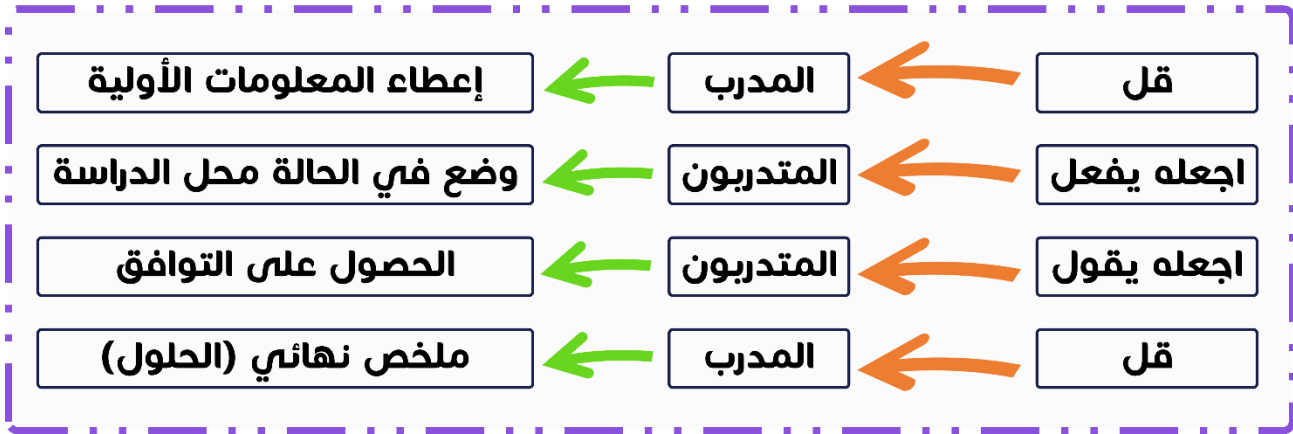 قل المدرب إعطاء المعلومات الأولية
اجعله يفعل المتدربون وضع في الحالة محل الدراسة
اجعله يقول المتدربون الحصول على التوافق
قل المدرب ملخص نهائي (الحلول)